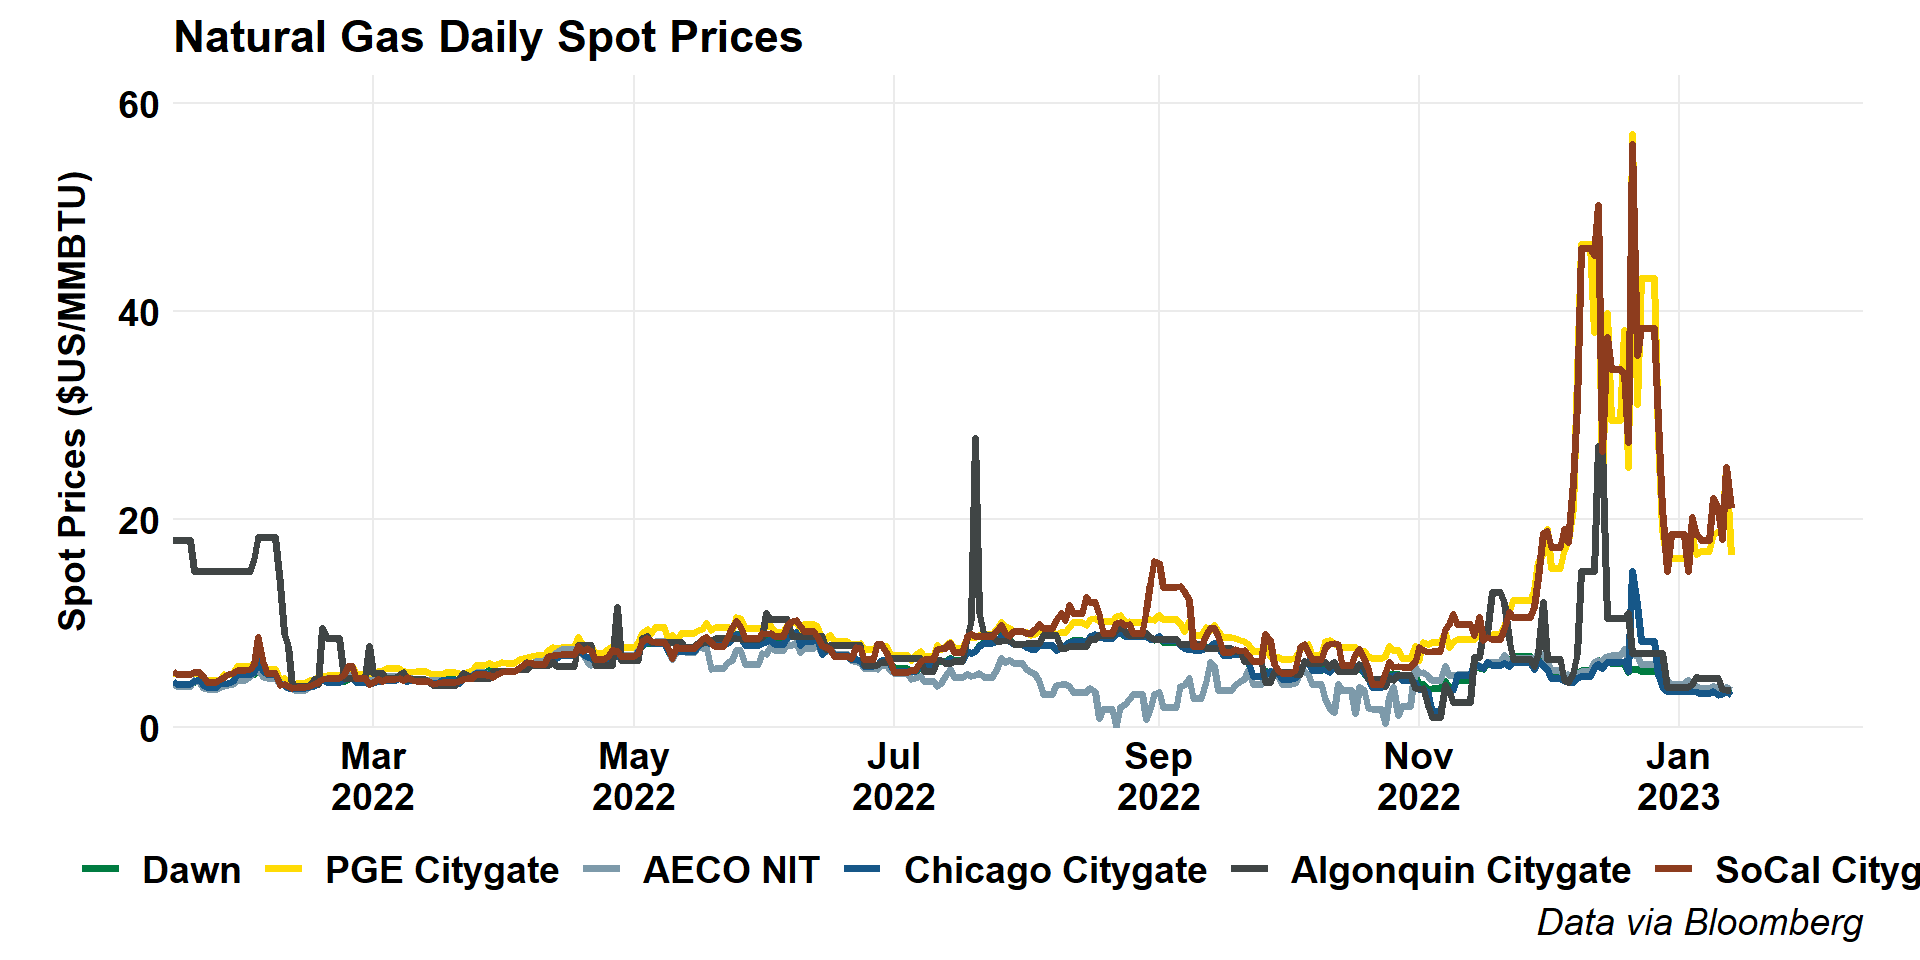 Natural Gas Daily Spot Prices
Spot Prices ($US/MMBTU)
60
40
20
0
Mar
2022
May
2022
Jul
2022
Sep
2022
Nov
2022
Jan
2023
Dawn PGE Citygate AECO NIT Chicago Citygate Algonquin Citygate SoCal Cityg
Data via Bloomberg